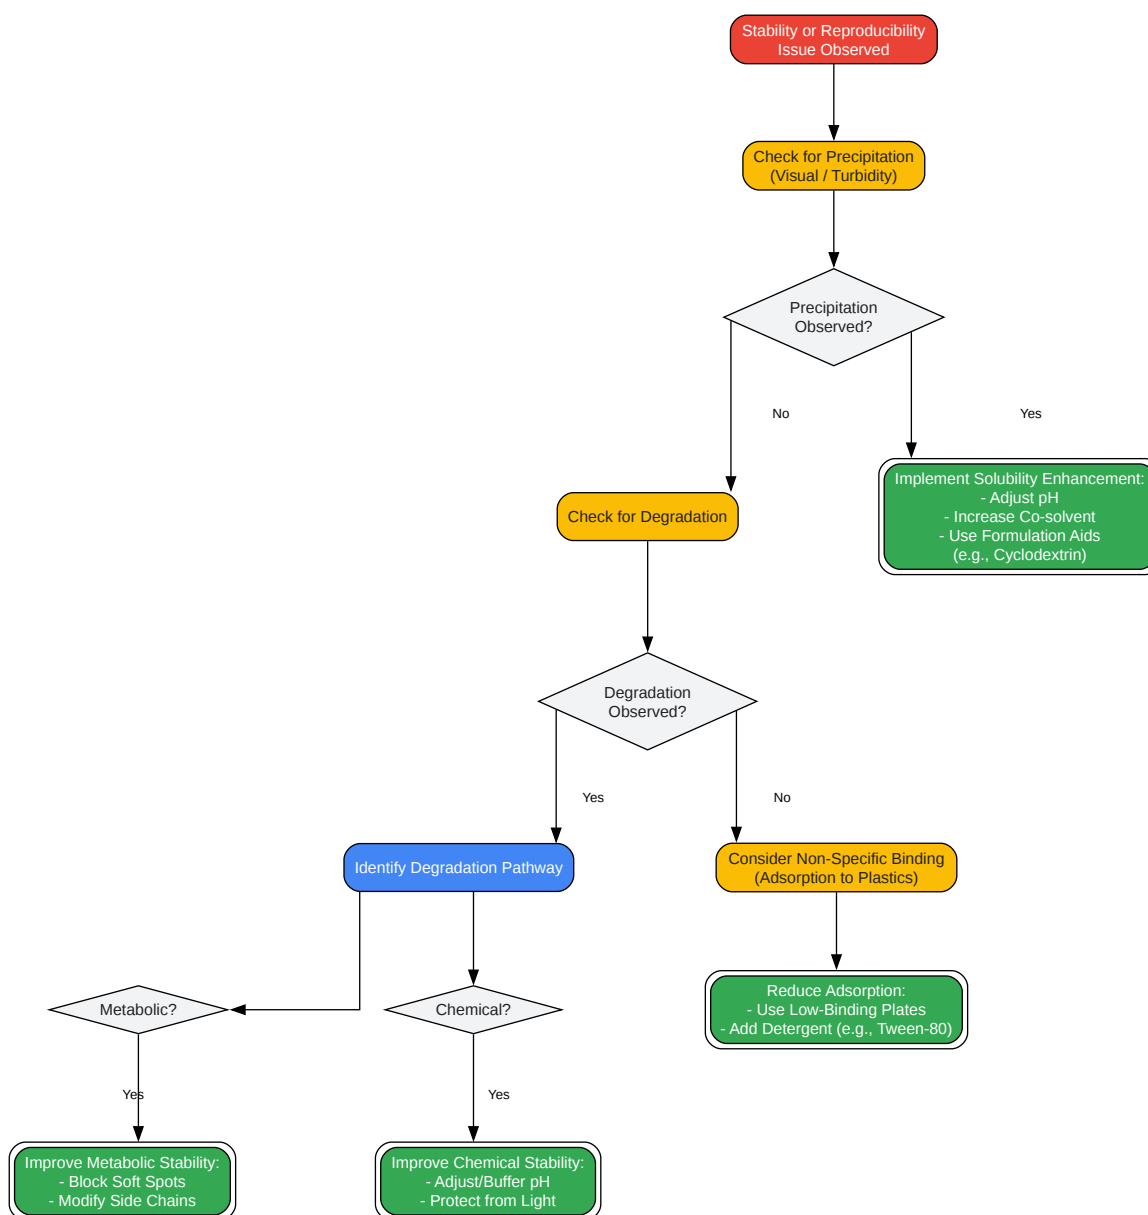 Stability or Reproducibility
Issue Observed
Check for Precipitation
(Visual / Turbidity)
Precipitation
Observed?
No
Yes
Implement Solubility Enhancement:
- Adjust pH
- Increase Co-solvent
- Use Formulation Aids
(e.g., Cyclodextrin)
Check for Degradation
Degradation
Observed?
Yes
No
Identify Degradation Pathway
Consider Non-Specific Binding
(Adsorption to Plastics)
Metabolic?
Chemical?
Reduce Adsorption:
- Use Low-Binding Plates
- Add Detergent (e.g., Tween-80)
Yes
Yes
Improve Metabolic Stability:
- Block Soft Spots
- Modify Side Chains
Improve Chemical Stability:
- Adjust/Buffer pH
- Protect from Light